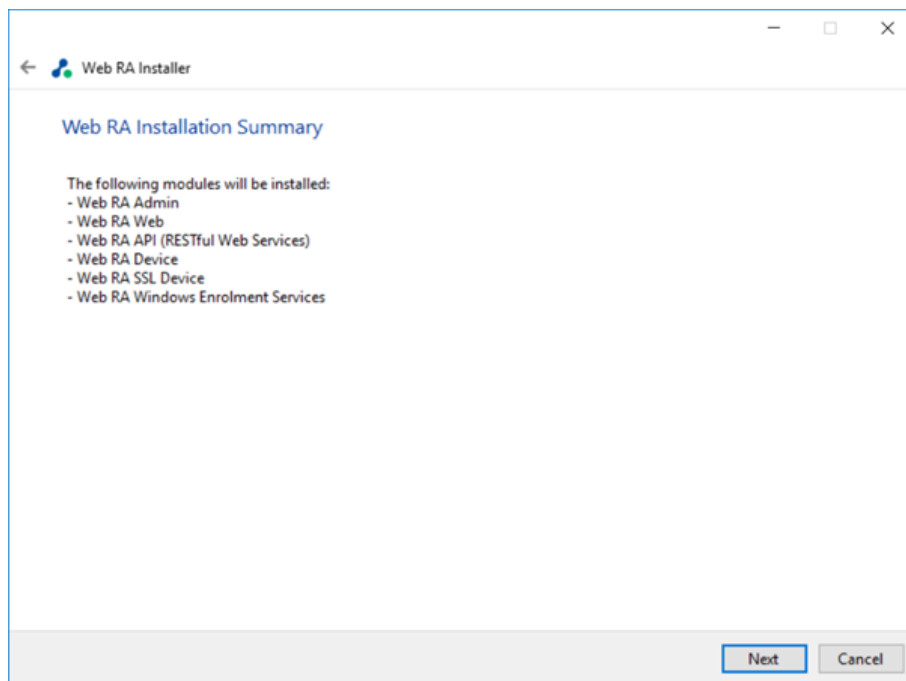 Web RA Installer
Web RA Installation Summary
The following modules will be installed:
- Web RA Admin
- Web RA Web
- Web RA API (RESTful Web Services)
- Web RA Device
- Web RA SSL Device
- Web RA Windows Enrolment Services
Next Cancel